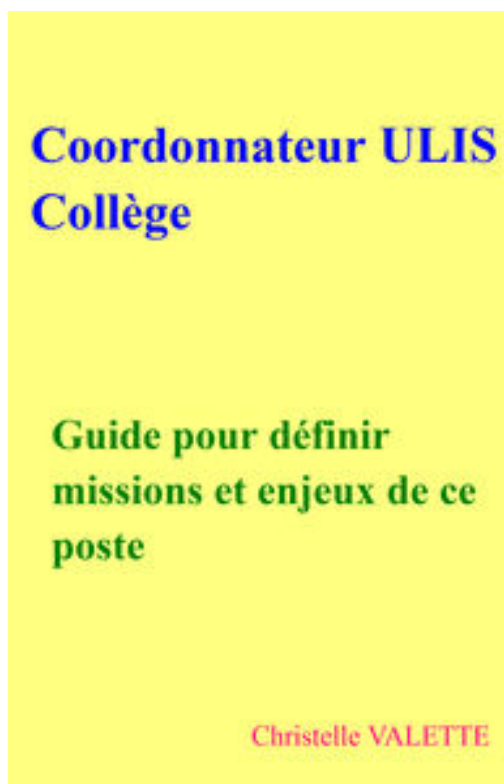 Coordonnateur ULIS
Collège
Guide pour définir
missions et enjeux de ce
poste
Christelle VALETTE